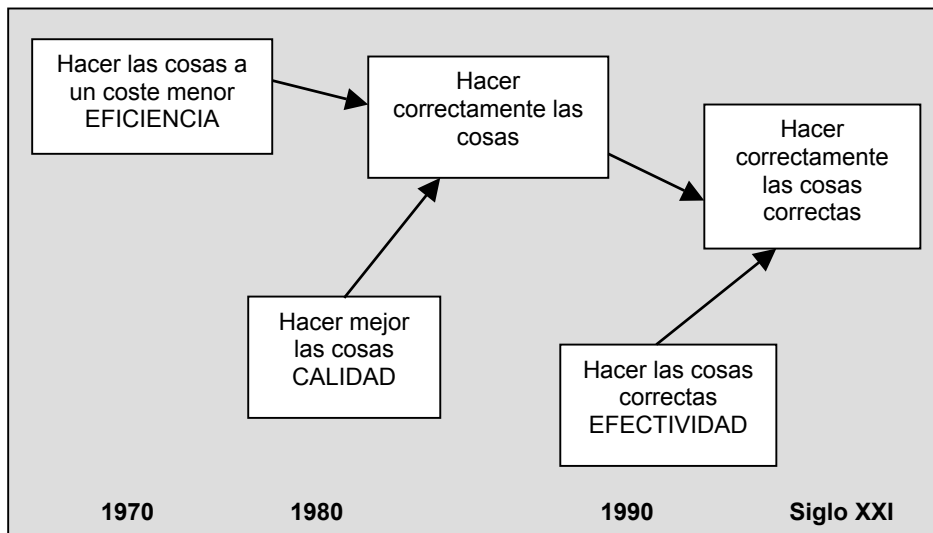 Hacer las cosas a
un coste menor
EFICIENCIA
Hacer
correctamente las
cosas
Hacer
correctamente
las cosas
correctas
Hacer mejor
las cosas
CALIDAD
Hacer las cosas
correctas
EFECTIVIDAD
1970 1980 1990 Siglo XXI